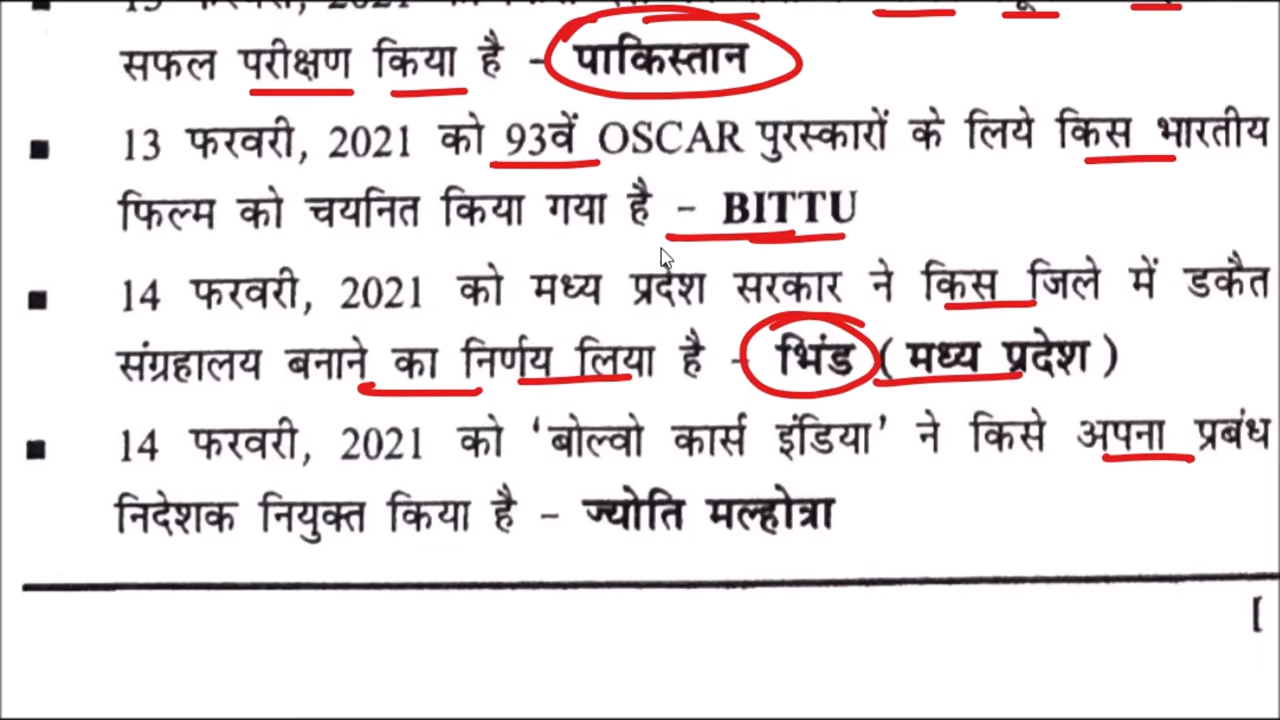 सफल परीक्षण किया है - पाकिस्तान
■ 13 फरवरी, 2021 को 93वें OSCAR पुरस्कारों के लिये किस भारतीय
फिल्म को चयनित किया गया है - BITTU
■ 14 फरवरी, 2021 को मध्य प्रदेश सरकार ने किस जिले में डकैत
संग्रहालय बनाने का निर्णय लिया है - भिंड (मध्य प्रदेश)
■ 14 फरवरी, 2021 को ‘बोल्वो कार्स इंडिया’ ने किसे अपना प्रबंध
निदेशक नियुक्त किया है - ज्योति मल्होत्रा
[